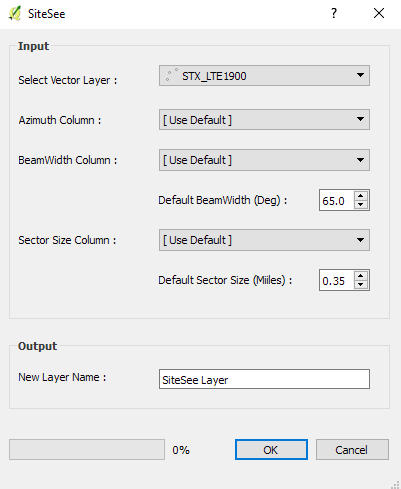 SiteSee
Input
Select Vector Layer :
STX_LTE1900
Azimuth Column :
[ Use Default ]
BeamWidth Column :
[ Use Default ]
Default BeamWidth (Deg) :
65.0
Sector Size Column :
[ Use Default ]
Default Sector Size (Miiles) :
0.35
Output
New Layer Name :
SiteSee Layer
0%
OK
Cancel